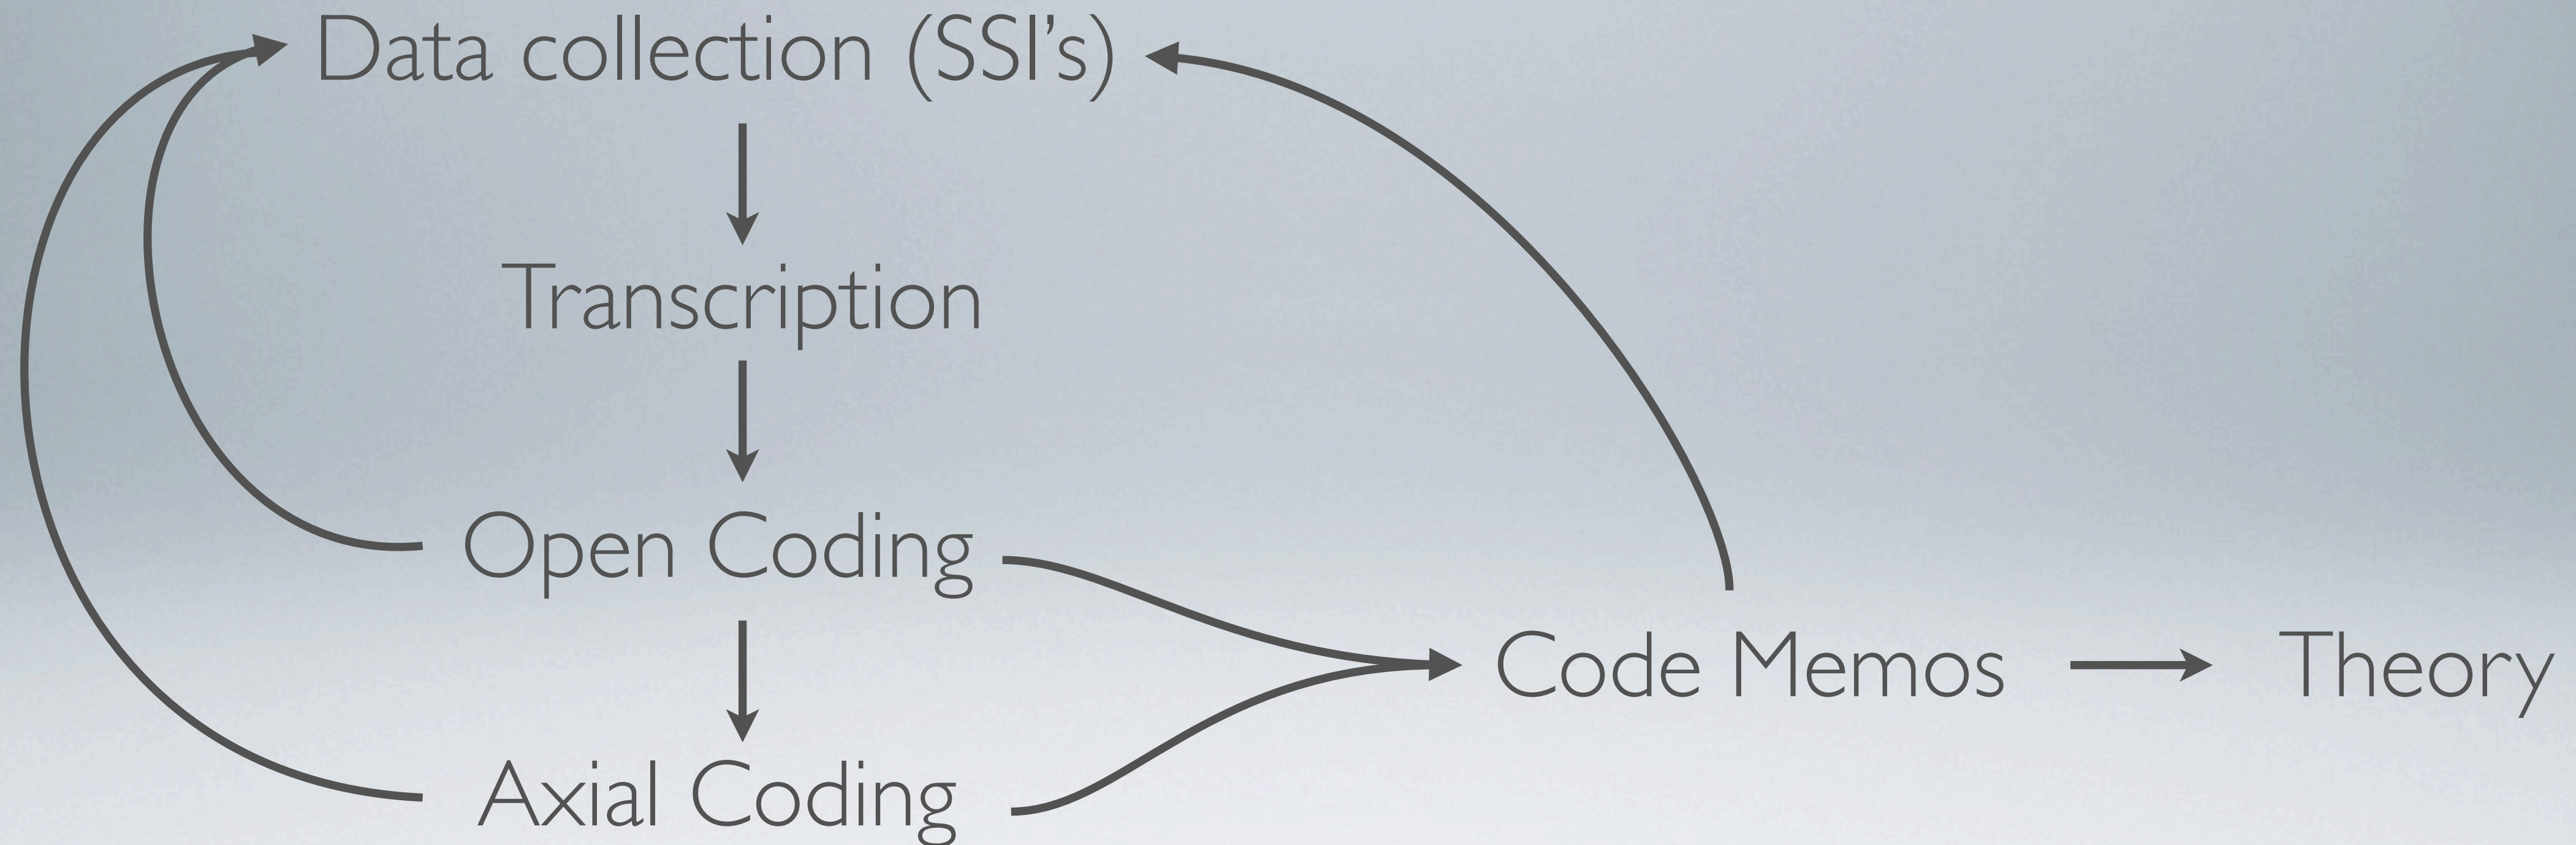 Data collection (SSI's)
Transcription
Open Coding
Axial Coding
Code Memos
Theory